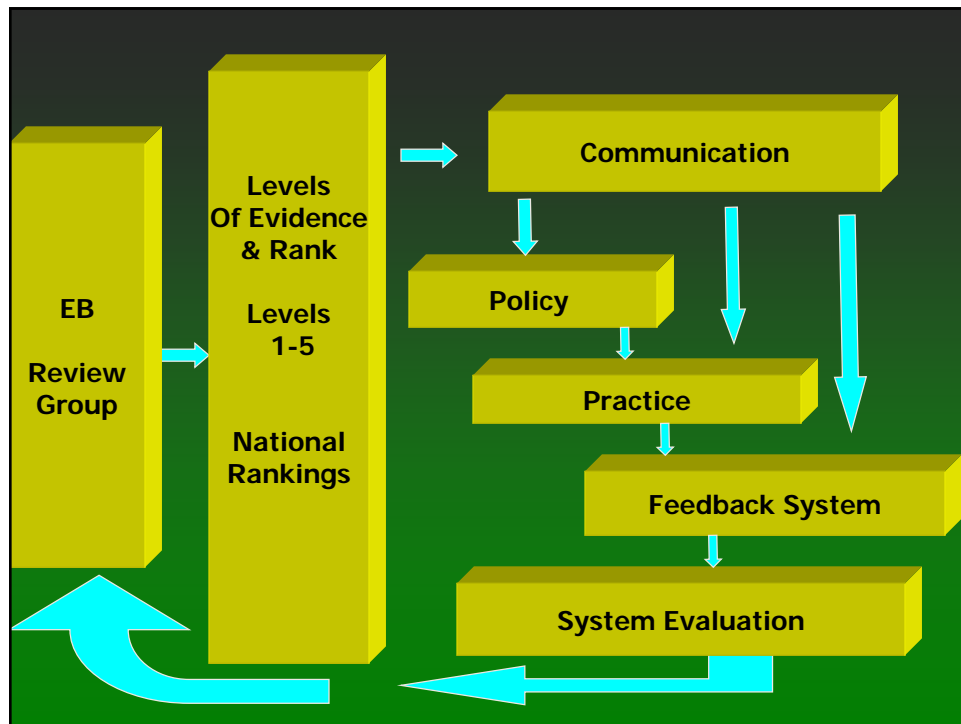 EB
Review
Group
Levels
Of Evidence
& Rank
Levels
1-5
National
Rankings
Communication
Policy
Practice
Feedback System
System Evaluation